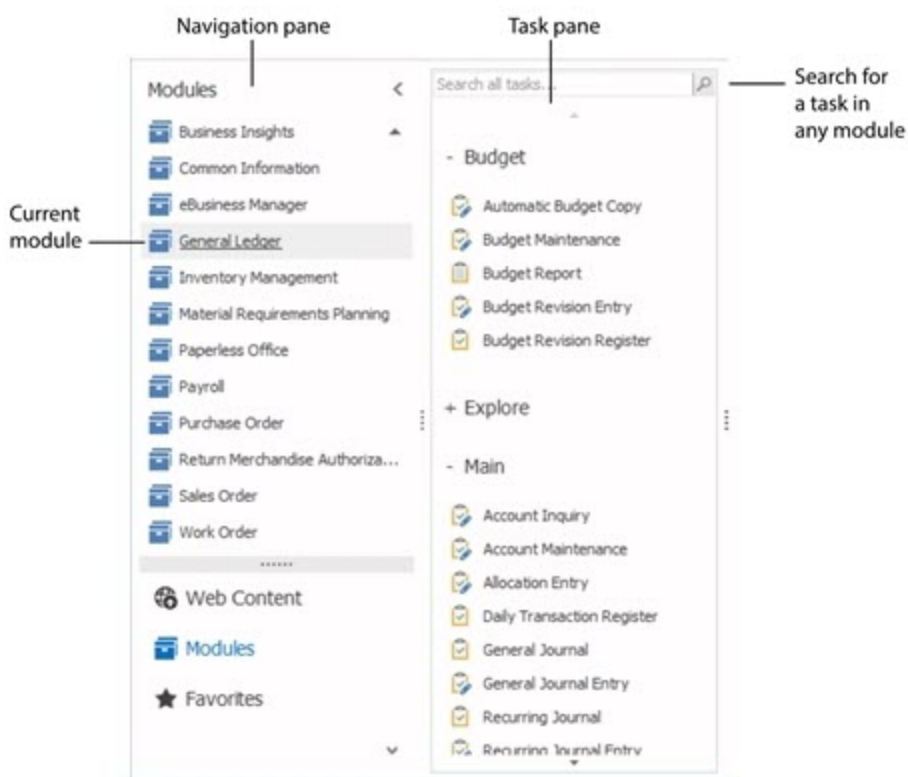 Navigation pane
Task pane
Modules
Search all tasks...
Search for
a task in
any module
Business Insights
Common Information
eBusiness Manager
Current
module
General Ledger
Inventory Management
Material Requirements Planning
Paperless Office
Payroll
Purchase Order
Return Merchandise Authoriza...
Sales Order
Work Order
Web Content
Modules
Favorites
- Budget
Automatic Budget Copy
Budget Maintenance
Budget Report
Budget Revision Entry
Budget Revision Register
+ Explore
- Main
Account Inquiry
Account Maintenance
Allocation Entry
Daily Transaction Register
General Journal
General Journal Entry
Recurring Journal
Recurring Journal Entry